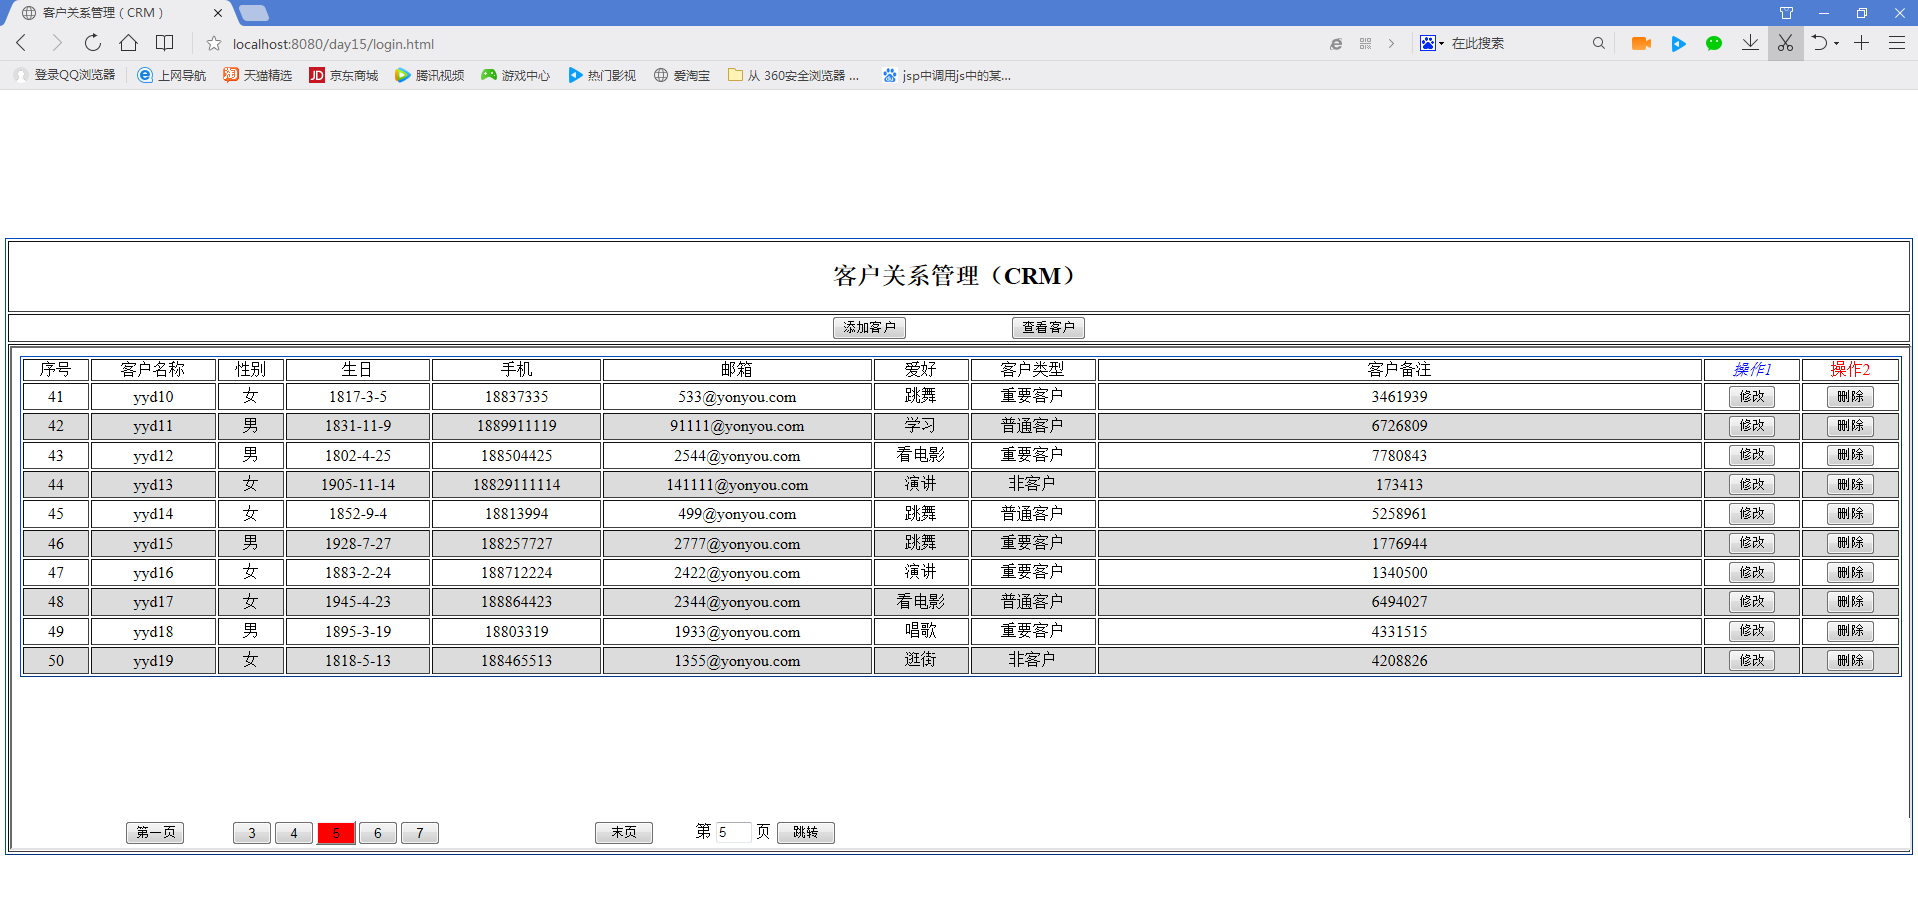 客户关系管理（CRM）
localhost:8080/day15/login.html
在此搜索
登录QQ浏览器 上网导航 天猫精选 京东商城 腾讯视频 游戏中心 热门影视 爱淘宝 从 360安全浏览器 ... jsp中调用js中的某...
客户关系管理（CRM）
添加客户 查看客户
序号 客户名称 性别 生日 手机 邮箱 爱好 客户类型 客户备注 操作1 操作2
41 yyd10 女 1817-3-5 18837335 533@yonyou.com 跳舞 重要客户 3461939 修改 删除
42 yyd11 男 1831-11-9 1889911119 91111@yonyou.com 学习 普通客户 6726809 修改 删除
43 yyd12 男 1802-4-25 188504425 2544@yonyou.com 看电影 重要客户 7780843 修改 删除
44 yyd13 女 1905-11-14 18829111114 141111@yonyou.com 演讲 非客户 173413 修改 删除
45 yyd14 女 1852-9-4 18813994 499@yonyou.com 跳舞 普通客户 5258961 修改 删除
46 yyd15 男 1928-7-27 188257727 2777@yonyou.com 跳舞 重要客户 1776944 修改 删除
47 yyd16 女 1883-2-24 188712224 2422@yonyou.com 演讲 重要客户 1340500 修改 删除
48 yyd17 女 1945-4-23 188864423 2344@yonyou.com 看电影 普通客户 6494027 修改 删除
49 yyd18 男 1895-3-19 18803319 1933@yonyou.com 唱歌 重要客户 4331515 修改 删除
50 yyd19 女 1818-5-13 188465513 1355@yonyou.com 逛街 非客户 4208826 修改 删除
第一页 3 4 5 6 7 末页 第 5 页 跳转